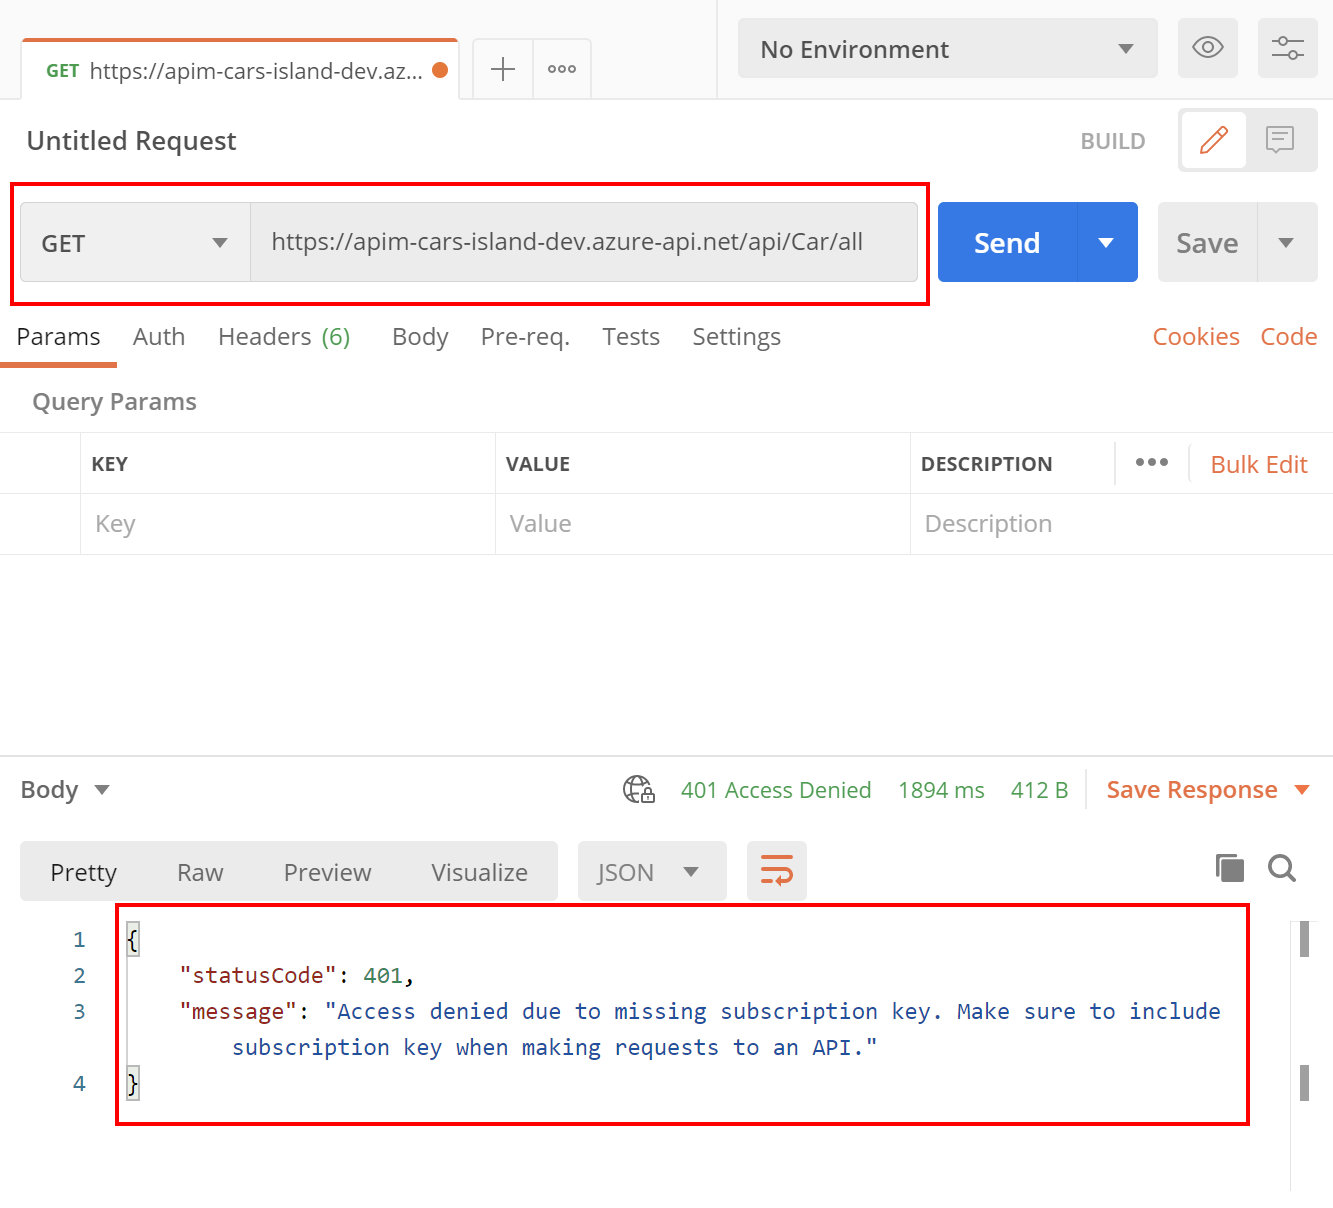 GET https://apim-cars-island-dev.az...
No Environment
Untitled Request
BUILD
GET https://apim-cars-island-dev.azure-api.net/api/Car/all
Send
Save
Params Auth Headers (6) Body Pre-req. Tests Settings Cookies Code
Query Params
KEY VALUE DESCRIPTION Bulk Edit
Key Value Description
Body 401 Access Denied 1894 ms 412 B Save Response
Pretty Raw Preview Visualize JSON
1 {
2 "statusCode": 401,
3 "message": "Access denied due to missing subscription key. Make sure to include
subscription key when making requests to an API."
4 }